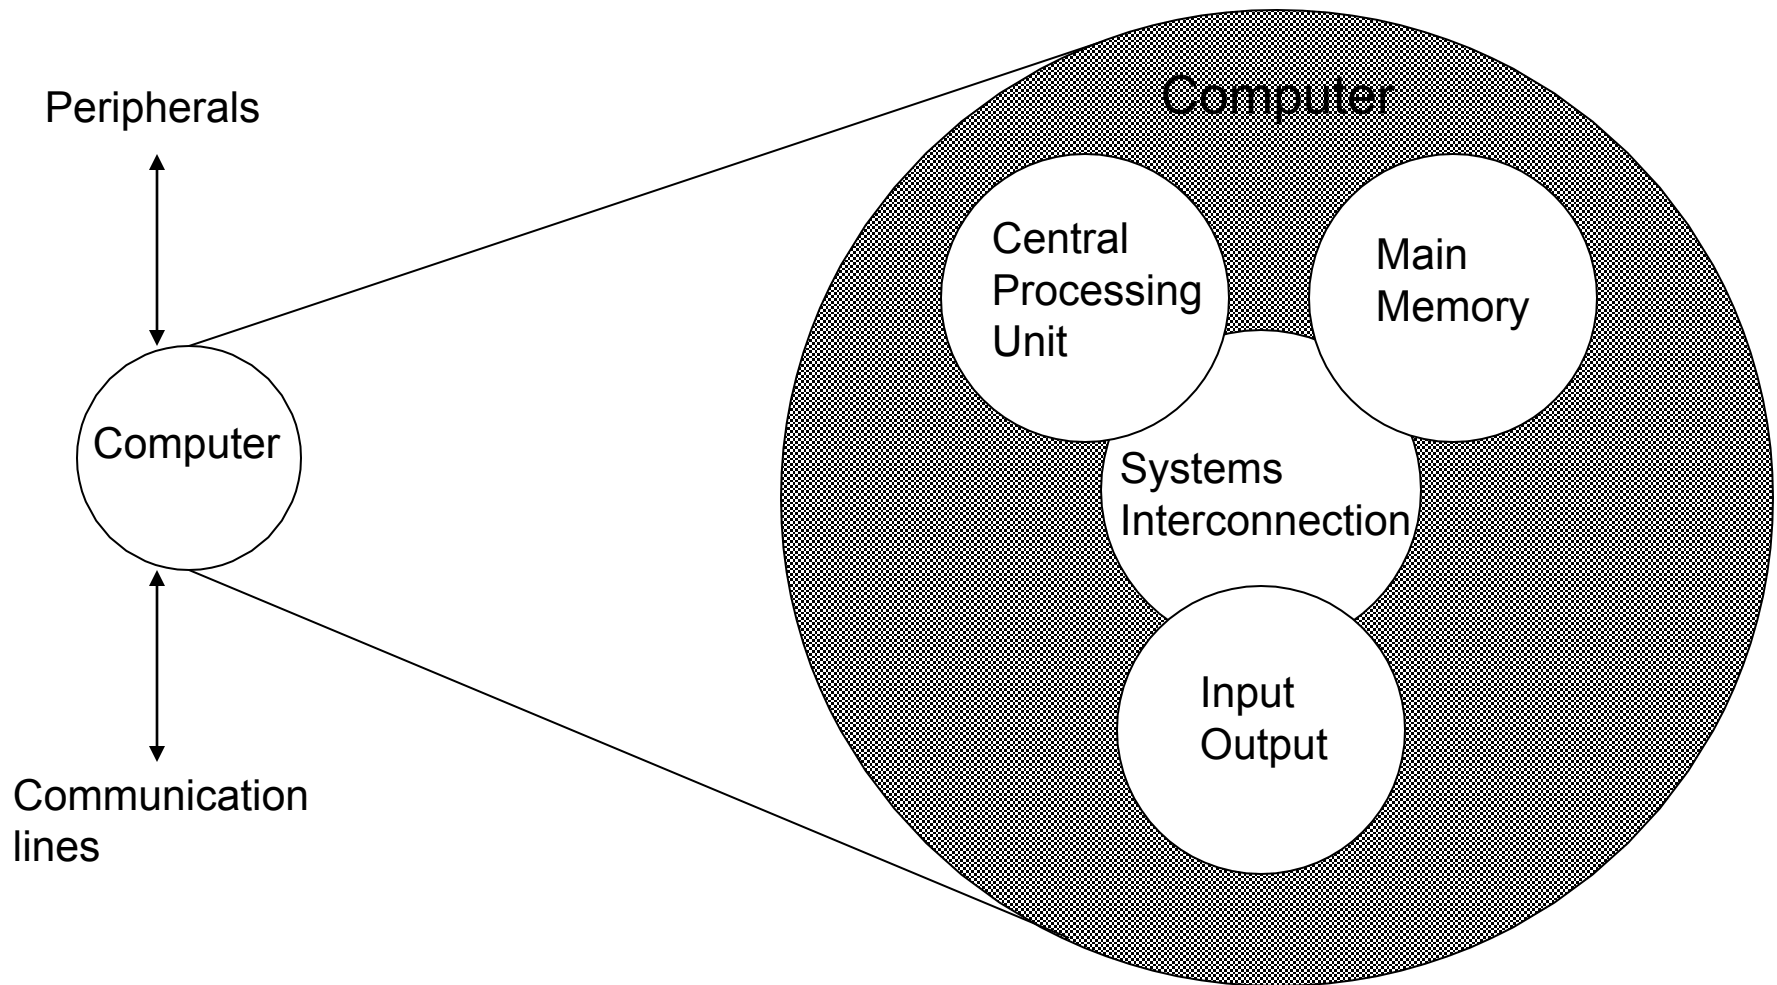 Peripherals
Computer
Communication
lines
Computer
Central
Processing
Unit
Main
Memory
Systems
Interconnection
Input
Output